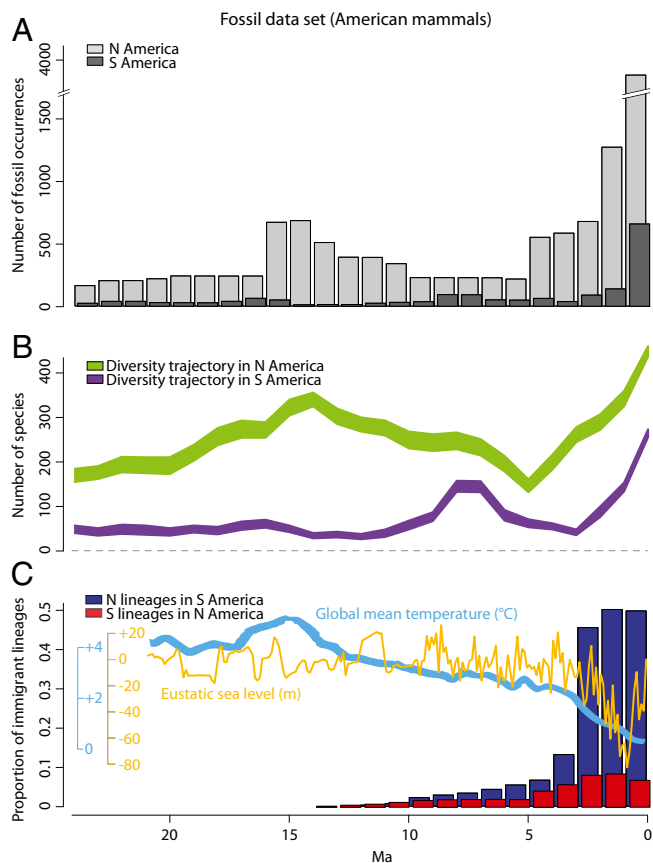 Fossil data set (American mammals)
A
N America
S America
Number of fossil occurrences
4000
1500
1000
500
0
B
Diversity trajectory in N America
Diversity trajectory in S America
Number of species
400
300
200
100
0
C
N lineages in S America
S lineages in N America
Global mean temperature (°C)
Eustatic sea level (m)
Proportion of immigrant lineages
0.5
0.4
0.3
0.2
0.1
0
+4
+2
0
+20
0
-20
-40
-60
-80
20
15
10
5
0
Ma